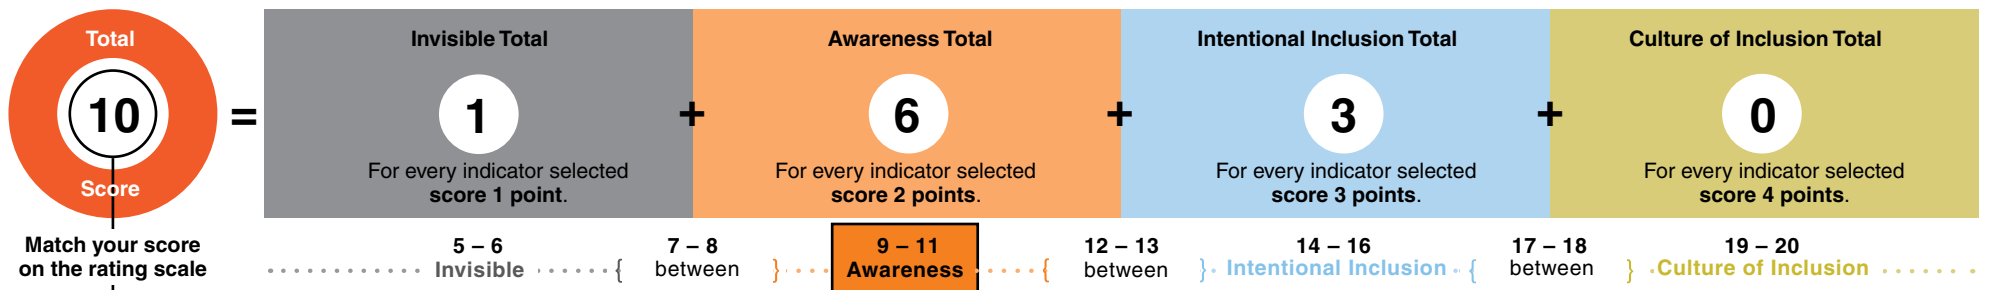 Total
10
Score
Match your score
on the rating scale
=
Invisible Total
1
For every indicator selected
score 1 point.
+
Awareness Total
6
For every indicator selected
score 2 points.
+
Intentional Inclusion Total
3
For every indicator selected
score 3 points.
+
Culture of Inclusion Total
0
For every indicator selected
score 4 points.
5 – 6
Invisible
7 – 8
between
9 – 11
Awareness
12 – 13
between
14 – 16
Intentional Inclusion
17 – 18
between
19 – 20
Culture of Inclusion